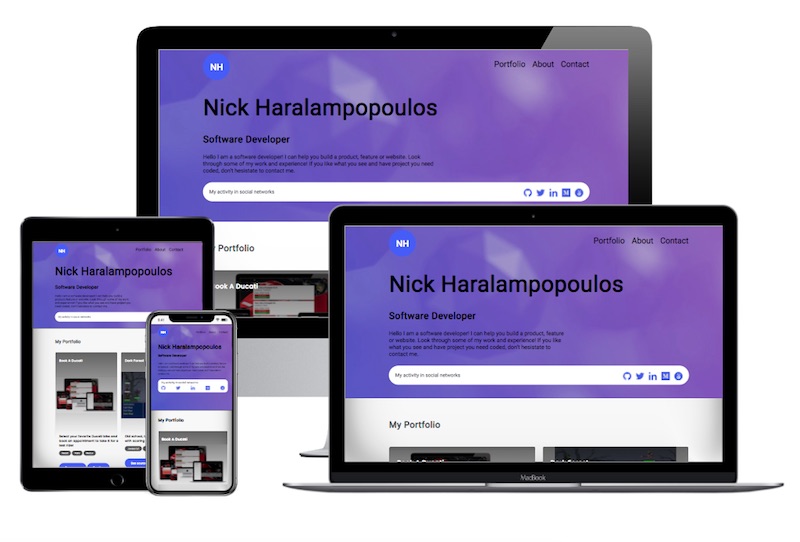 NH
Portfolio About Contact
Nick Haralampopoulos
Software Developer
Hello I am a software developer! I can help you build a product, feature or website. Look
through some of my work and experience! If you like what you see and have project you need
coded, don't hesistate to contact me.
My activity in social networks
y Portfolio
ook A Ducati
NH
Portfolio About Contact
Nick Haralampopoulos
Software Developer
Hello I am a software developer! I can help you build a product, feature
or website. Look through some of my work and experience! If you like
what you see and have project you need coded, don't hesistate to
contact me.
My activity in social networks
My Portfolio
Book A Ducati
MacBook
NH
Portfolio About Contact
Nick Haralampopoulos
Software Developer
My activity in social networks
My Portfolio
Book A Ducati
Select your favorite Ducati bike and
book an appointment to take it for a
test ride!
NH
Nick Haralampopoulos
Software Developer
My activity in social networks
My Portfolio
Book A Ducati